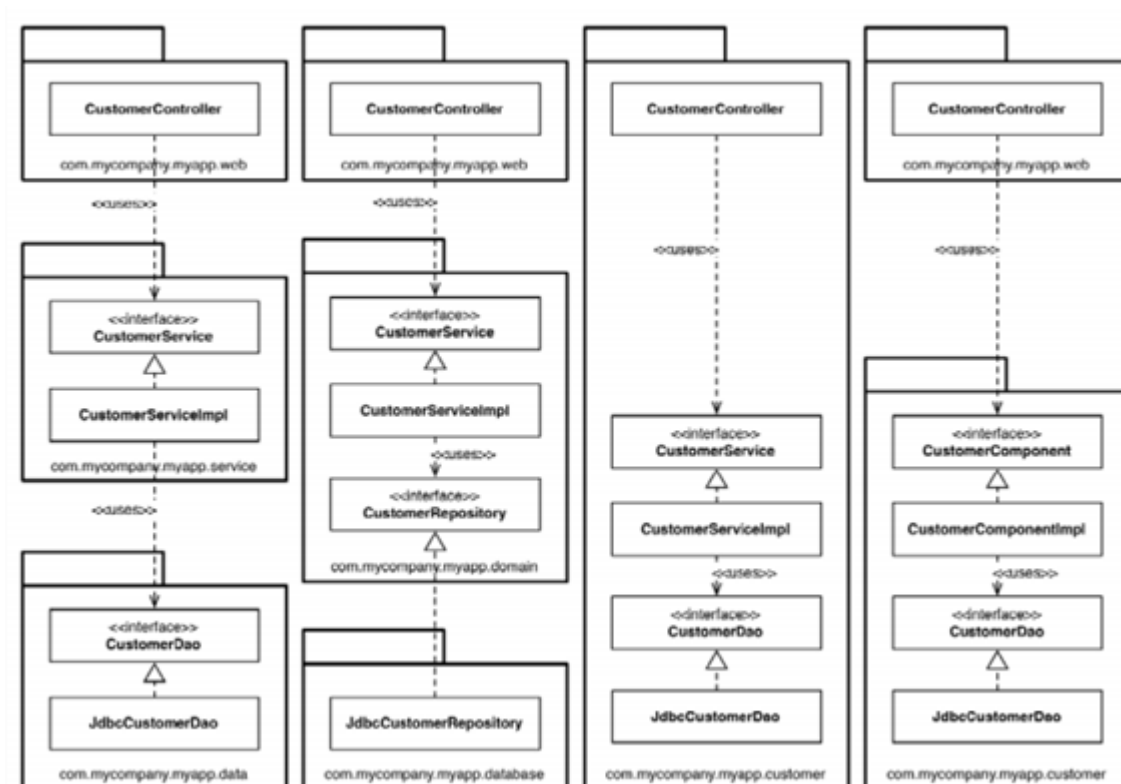 CustomerController
com.mycompany.myapp.web
<<uses>>
<<interface>>
CustomerService
CustomerServiceImpl
com.mycompany.myapp.service
<<uses>>
<<interface>>
CustomerDao
JdbcCustomerDao
com.mycompany.myapp.data
CustomerController
com.mycompany.myapp.web
<<uses>>
<<interface>>
CustomerService
CustomerServiceImpl
<<uses>>
<<interface>>
CustomerRepository
com.mycompany.myapp.domain
JdbcCustomerRepository
com.mycompany.myapp.database
CustomerController
<<uses>>
<<interface>>
CustomerService
CustomerServiceImpl
<<uses>>
<<interface>>
CustomerDao
JdbcCustomerDao
com.mycompany.myapp.customer
CustomerController
com.mycompany.myapp.web
<<uses>>
<<interface>>
CustomerComponent
CustomerComponentImpl
<<uses>>
<<interface>>
CustomerDao
JdbcCustomerDao
com.mycompany.myapp.customer